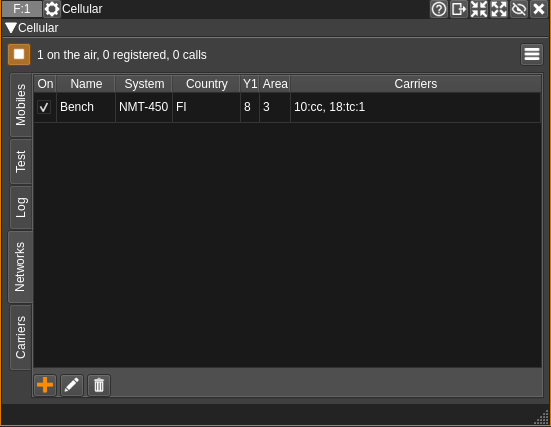 F:1 Cellular
Cellular
1 on the air, 0 registered, 0 calls
Mobiles
Test
Log
Networks
Carriers
On Name System Country Y1 Area Carriers
Bench NMT-450 FI 8 3 10:cc, 18:tc:1